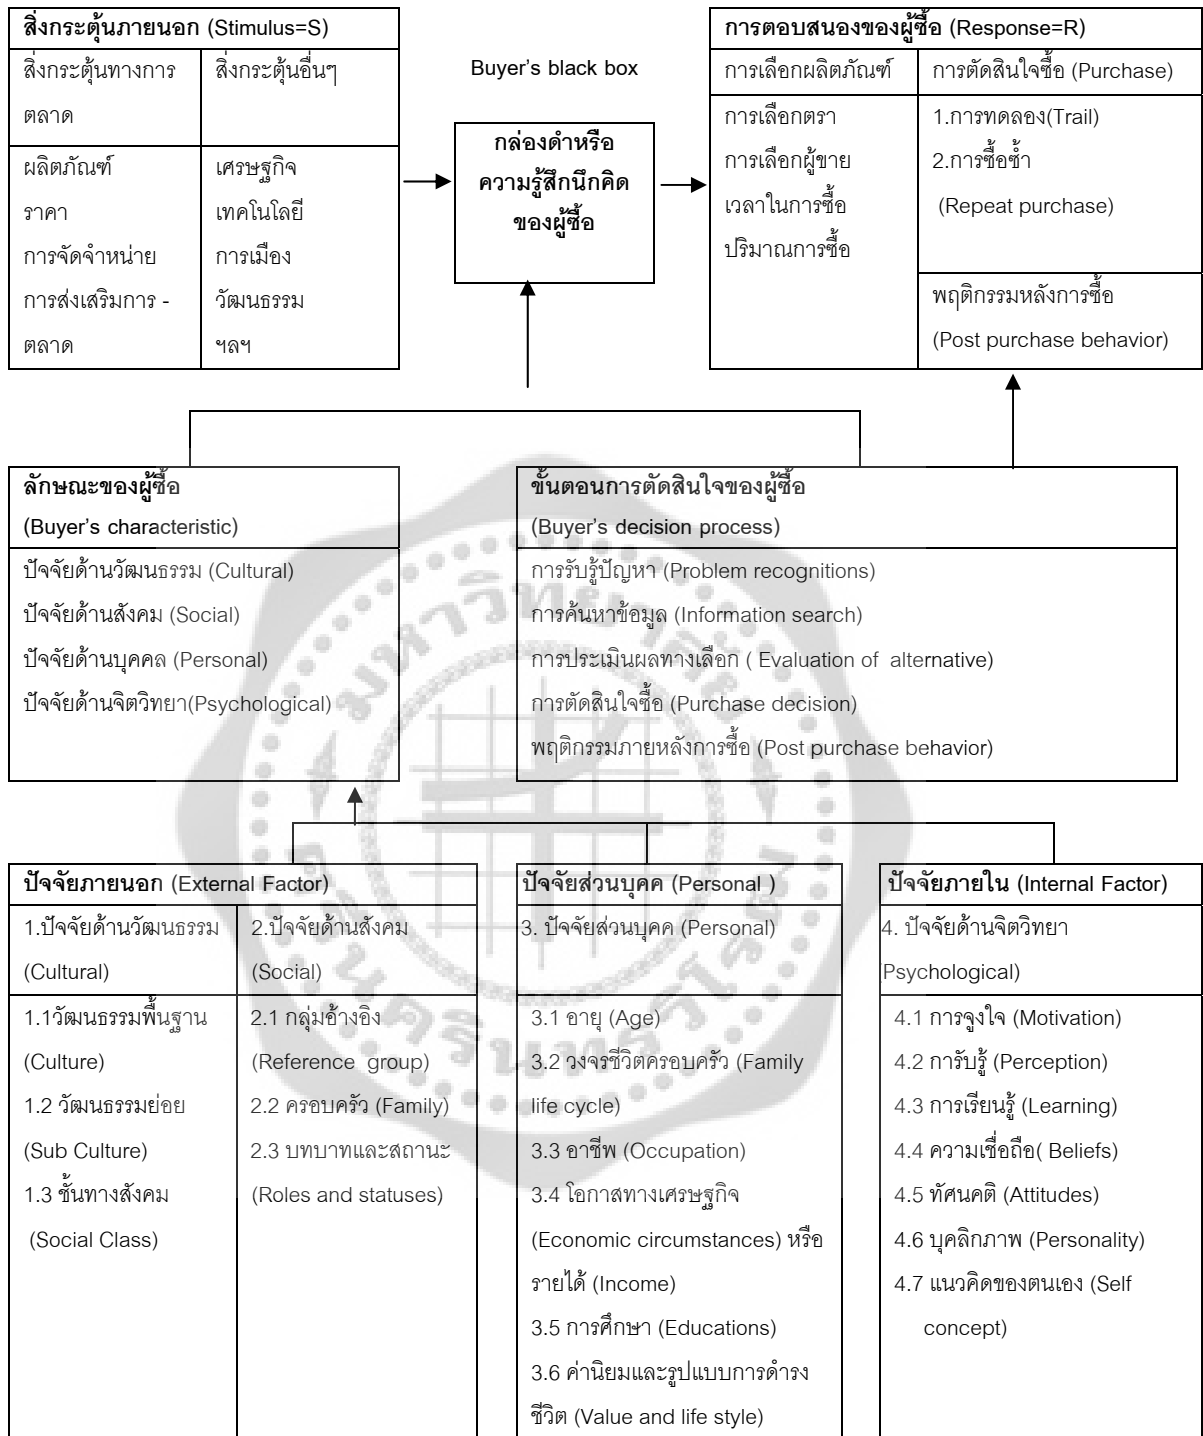 สิ่งกระตุ้นภายนอก (Stimulus=S)
สิ่งกระตุ้นทางการ
ตลาด
สิ่งกระตุ้นอื่นๆ
ผลิตภัณฑ์
ราคา
การจัดจำหน่าย
การส่งเสริมการ -
ตลาด
เศรษฐกิจ
เทคโนโลยี
การเมือง
วัฒนธรรม
ฯลฯ
Buyer's black box
กล่องดำหรือ
ความรู้สึกนึกคิด
ของผู้ซื้อ
การตอบสนองของผู้ซื้อ (Response=R)
การเลือกผลิตภัณฑ์
การเลือกตรา
การเลือกผู้ขาย
เวลาในการซื้อ
ปริมาณการซื้อ
การตัดสินใจซื้อ (Purchase)
1.การทดลอง(Trail)
2.การซื้อซ้ำ
(Repeat purchase)
พฤติกรรมหลังการซื้อ
(Post purchase behavior)
ลักษณะของผู้ซื้อ
(Buyer's characteristic)
ปัจจัยด้านวัฒนธรรม (Cultural)
ปัจจัยด้านสังคม (Social)
ปัจจัยด้านบุคคล (Personal)
ปัจจัยด้านจิตวิทยา(Psychological)
ขั้นตอนการตัดสินใจของผู้ซื้อ
(Buyer's decision process)
การรับรู้ปัญหา (Problem recognitions)
การค้นหาข้อมูล (Information search)
การประเมินผลทางเลือก ( Evaluation of alternative)
การตัดสินใจซื้อ (Purchase decision)
พฤติกรรมภายหลังการซื้อ (Post purchase behavior)
ปัจจัยภายนอก (External Factor)
1.ปัจจัยด้านวัฒนธรรม
(Cultural)
2.ปัจจัยด้านสังคม
(Social)
1.1วัฒนธรรมพื้นฐาน
(Culture)
1.2 วัฒนธรรมย่อย
(Sub Culture)
1.3 ชั้นทางสังคม
(Social Class)
2.1 กลุ่มอ้างอิง
(Reference group)
2.2 ครอบครัว (Family)
2.3 บทบาทและสถานะ
(Roles and statuses)
ปัจจัยส่วนบุคค (Personal )
3. ปัจจัยส่วนบุคค (Personal)
3.1 อายุ (Age)
3.2 วงจรชีวิตครอบครัว (Family
life cycle)
3.3 อาชีพ (Occupation)
3.4 โอกาสทางเศรษฐกิจ
(Economic circumstances) หรือ
รายได้ (Income)
3.5 การศึกษา (Educations)
3.6 ค่านิยมและรูปแบบการดำรง
ชีวิต (Value and life style)
ปัจจัยภายใน (Internal Factor)
4. ปัจจัยด้านจิตวิทยา
(Psychological)
4.1 การจูงใจ (Motivation)
4.2 การับรู้ (Perception)
4.3 การเรียนรู้ (Learning)
4.4 ความเชื่อถือ( Beliefs)
4.5 ทัศนคติ (Attitudes)
4.6 บุคลิกภาพ (Personality)
4.7 แนวคิดของตนเอง (Self
concept)
มหาวิทยาลัย
ศรีนครินทรวิโรฒ